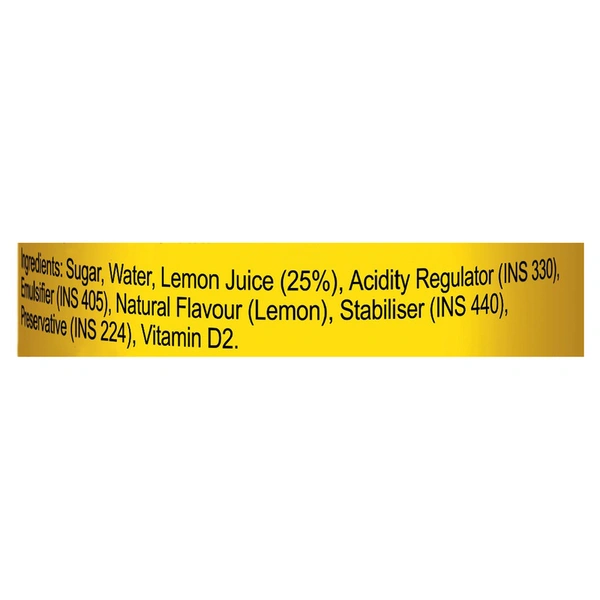 Ingredients: Sugar, Water, Lemon Juice (25%), Acidity Regulator (INS 330),
Emulsifier (INS 405), Natural Flavour (Lemon), Stabiliser (INS 440),
Preservative (INS 224), Vitamin D2.